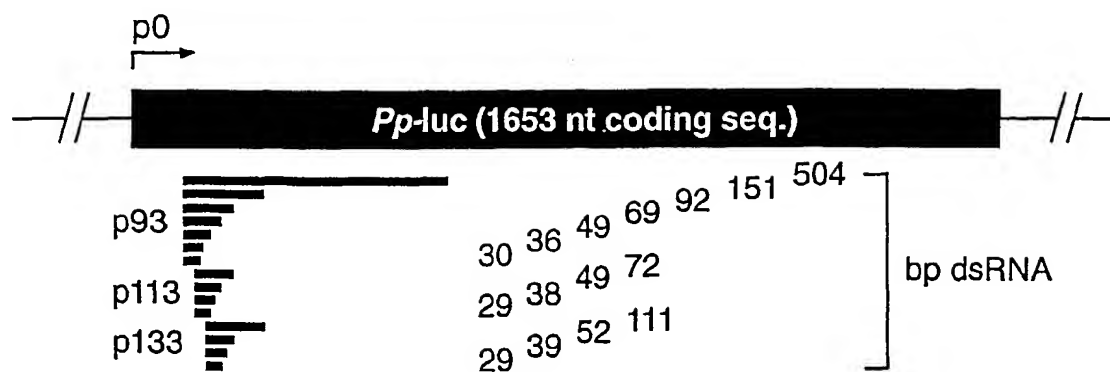 p0
Pp-luc (1653 nt coding seq.)
504
151
92
69
49
36
30
p93
72
49
38
29
p113
111
52
39
29
p133
bp dsRNA